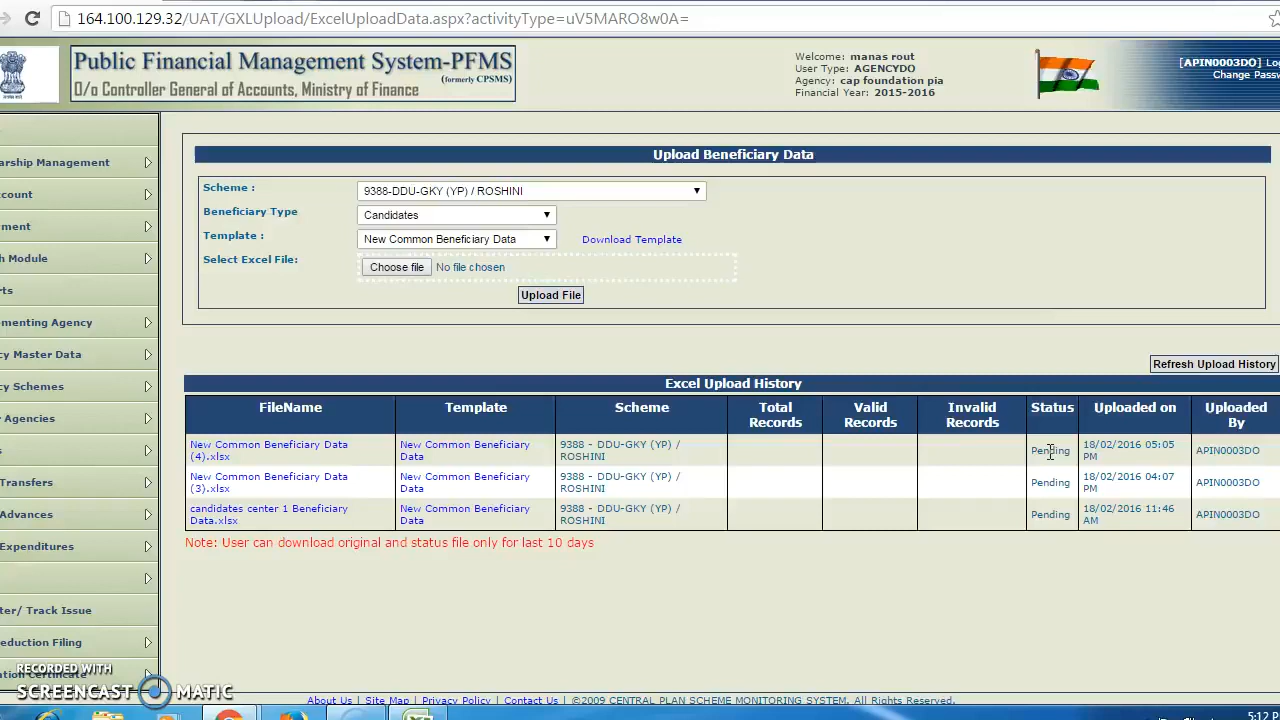 164.100.129.32/UAT/GXLUpload/ExcelUploadData.aspx?activityType=uV5MARO8w0A=
Public Financial Management System-PFMS
(formerly CPSMS)
O/o Controller General of Accounts, Ministry of Finance
Welcome: manas rout
User Type: AGENCYDO
Agency: cap foundation pia
Financial Year: 2015-2016
[APIN0003DO]
Change
arship Management
ccount
ment
h Module
rts
menting Agency
cy Master Data
cy Schemes
Agencies
s
Transfers
Advances
Expenditures
ter/ Track Issue
eduction Filing
Upload Beneficiary Data
Scheme : 9388-DDU-GKY (YP) / ROSHINI
Beneficiary Type Candidates
Template : New Common Beneficiary Data Download Template
Select Excel File: Choose file No file chosen
Upload File
Refresh Upload History
Excel Upload History
FileName Template Scheme Total Records Valid Records Invalid Records Status Uploaded on Uploaded By
New Common Beneficiary Data (4).xlsx New Common Beneficiary Data 9388 - DDU-GKY (YP) / ROSHINI Pending 18/02/2016 05:05 PM APIN0003DO
New Common Beneficiary Data (3).xlsx New Common Beneficiary Data 9388 - DDU-GKY (YP) / ROSHINI Pending 18/02/2016 04:07 PM APIN0003DO
candidates center 1 Beneficiary Data.xlsx New Common Beneficiary Data 9388 - DDU-GKY (YP) / ROSHINI Pending 18/02/2016 11:46 AM APIN0003DO
Note: User can download original and status file only for last 10 days
RECORDED WITH
SCREENCAST MATIC
About Us | Site Map | Privacy Policy | Contact Us | ©2009 CENTRAL PLAN SCHEME MONITORING SYSTEM, All Rights Reserved.
5:12 P